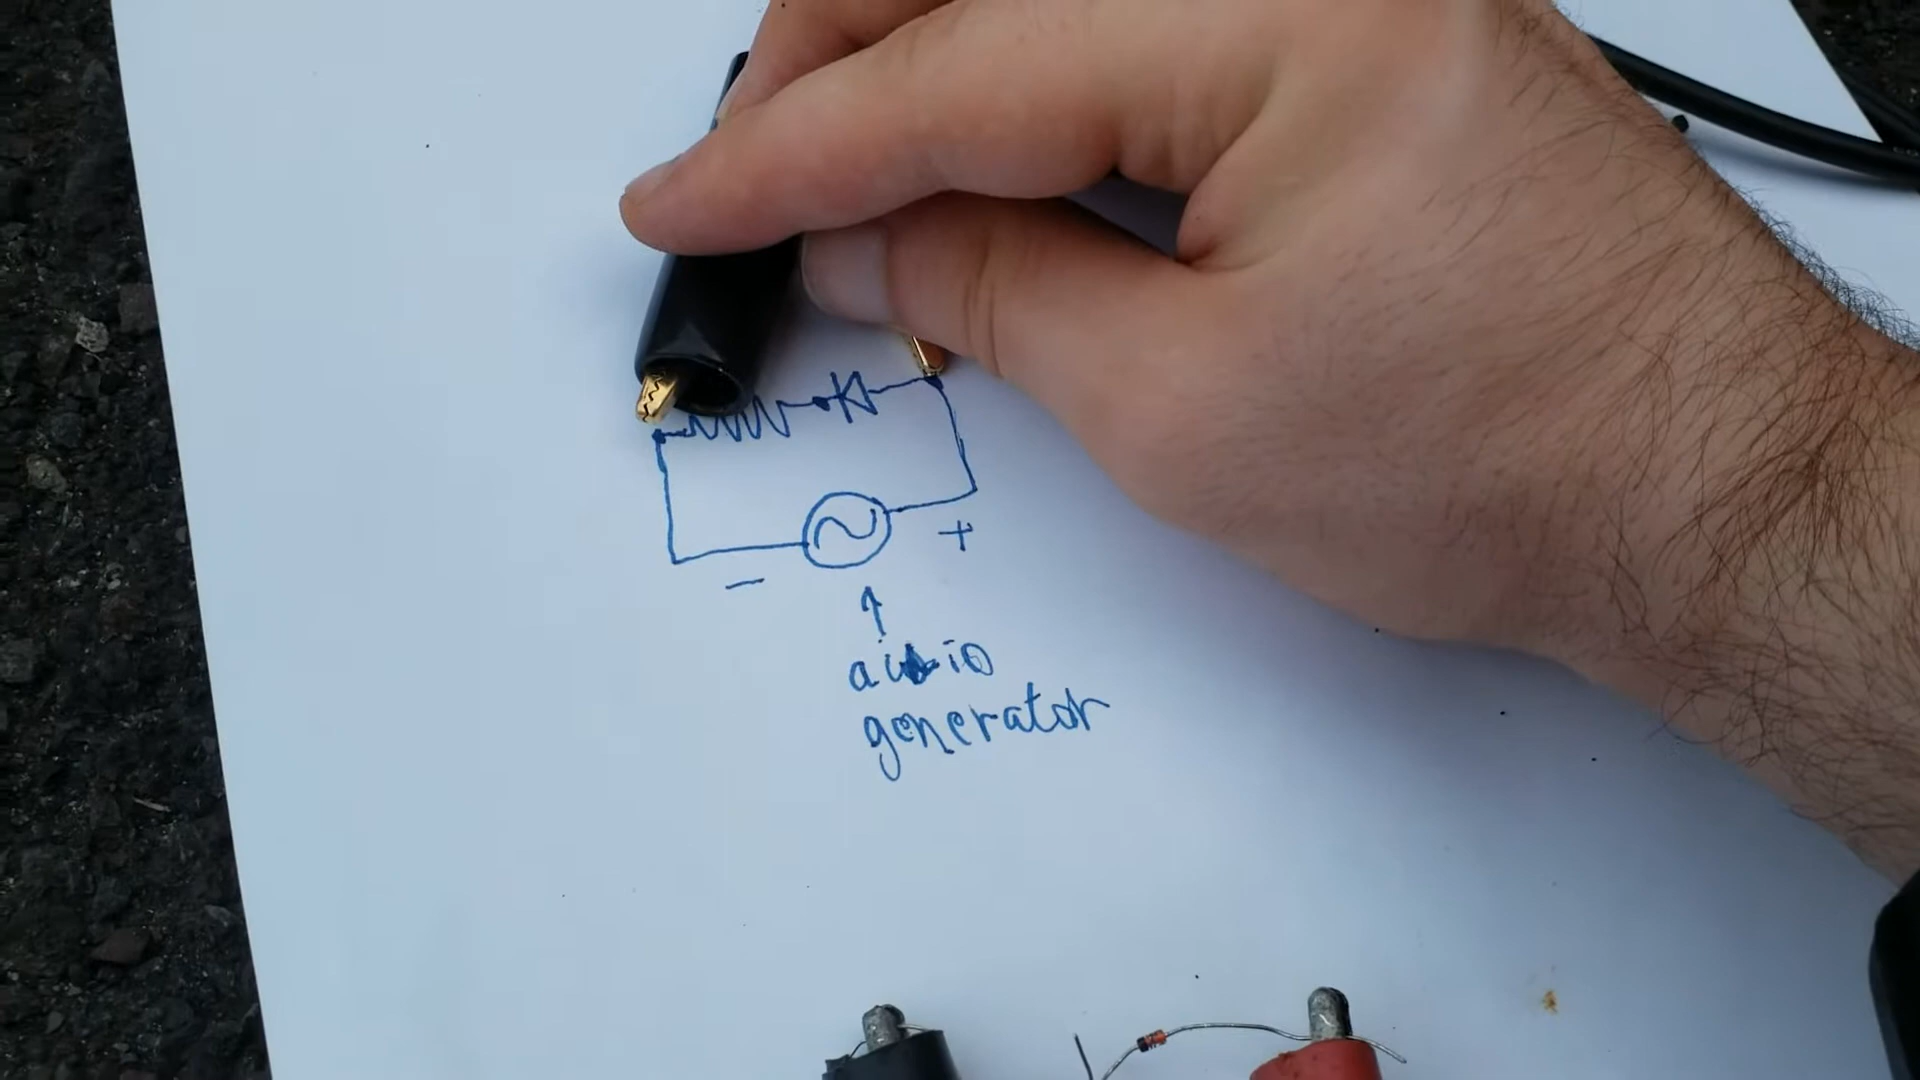 +
−
audio
generator